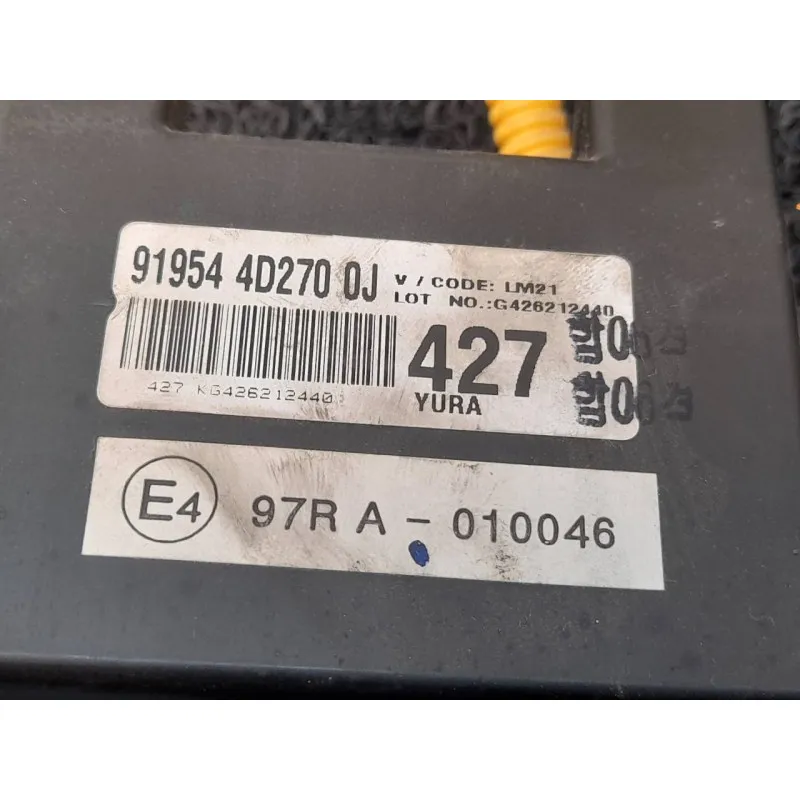 91954 4D270 0J
V / CODE: LM21
LOT NO.:G426212440
427 KG426212440
427
YURA
E4 97R A - 010046